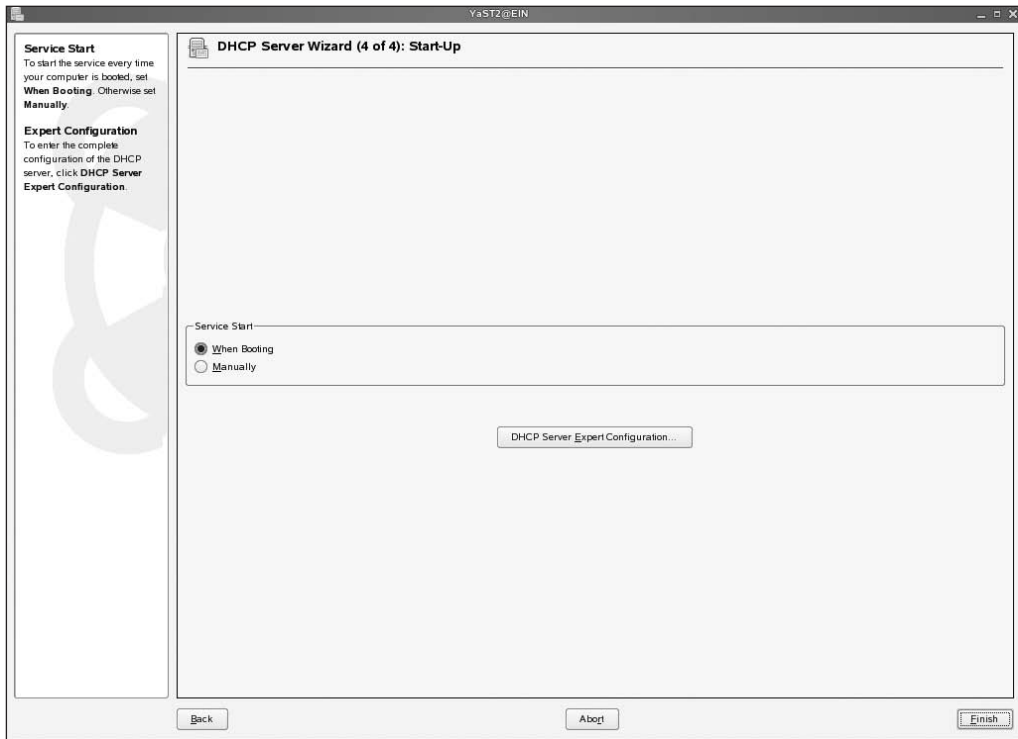 YaST2@EIN
Service Start
To start the service every time
your computer is booted, set
When Booting. Otherwise set
Manually.
Expert Configuration
To enter the complete
configuration of the DHCP
server, click DHCP Server
Expert Configuration.
DHCP Server Wizard (4 of 4): Start-Up
Service Start
When Booting
Manually
DHCP Server Expert Configuration...
Back
Abort
Finish